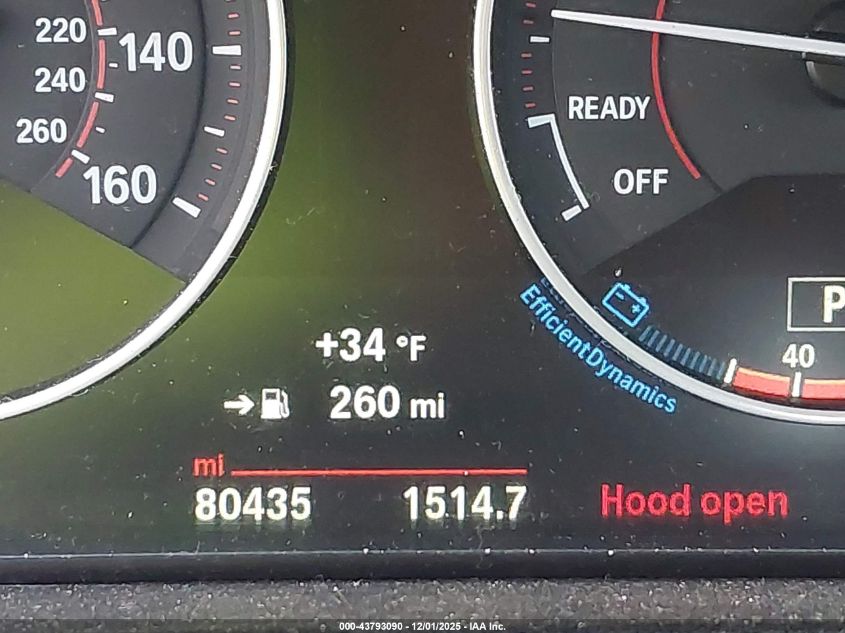 220
140
240
260
160
READY
OFF
EfficientDynamics
P
40
+34 °F
260 mi
mi
80435 1514.7
Hood open
000-43793090 - 12/01/2025 - IAA Inc.